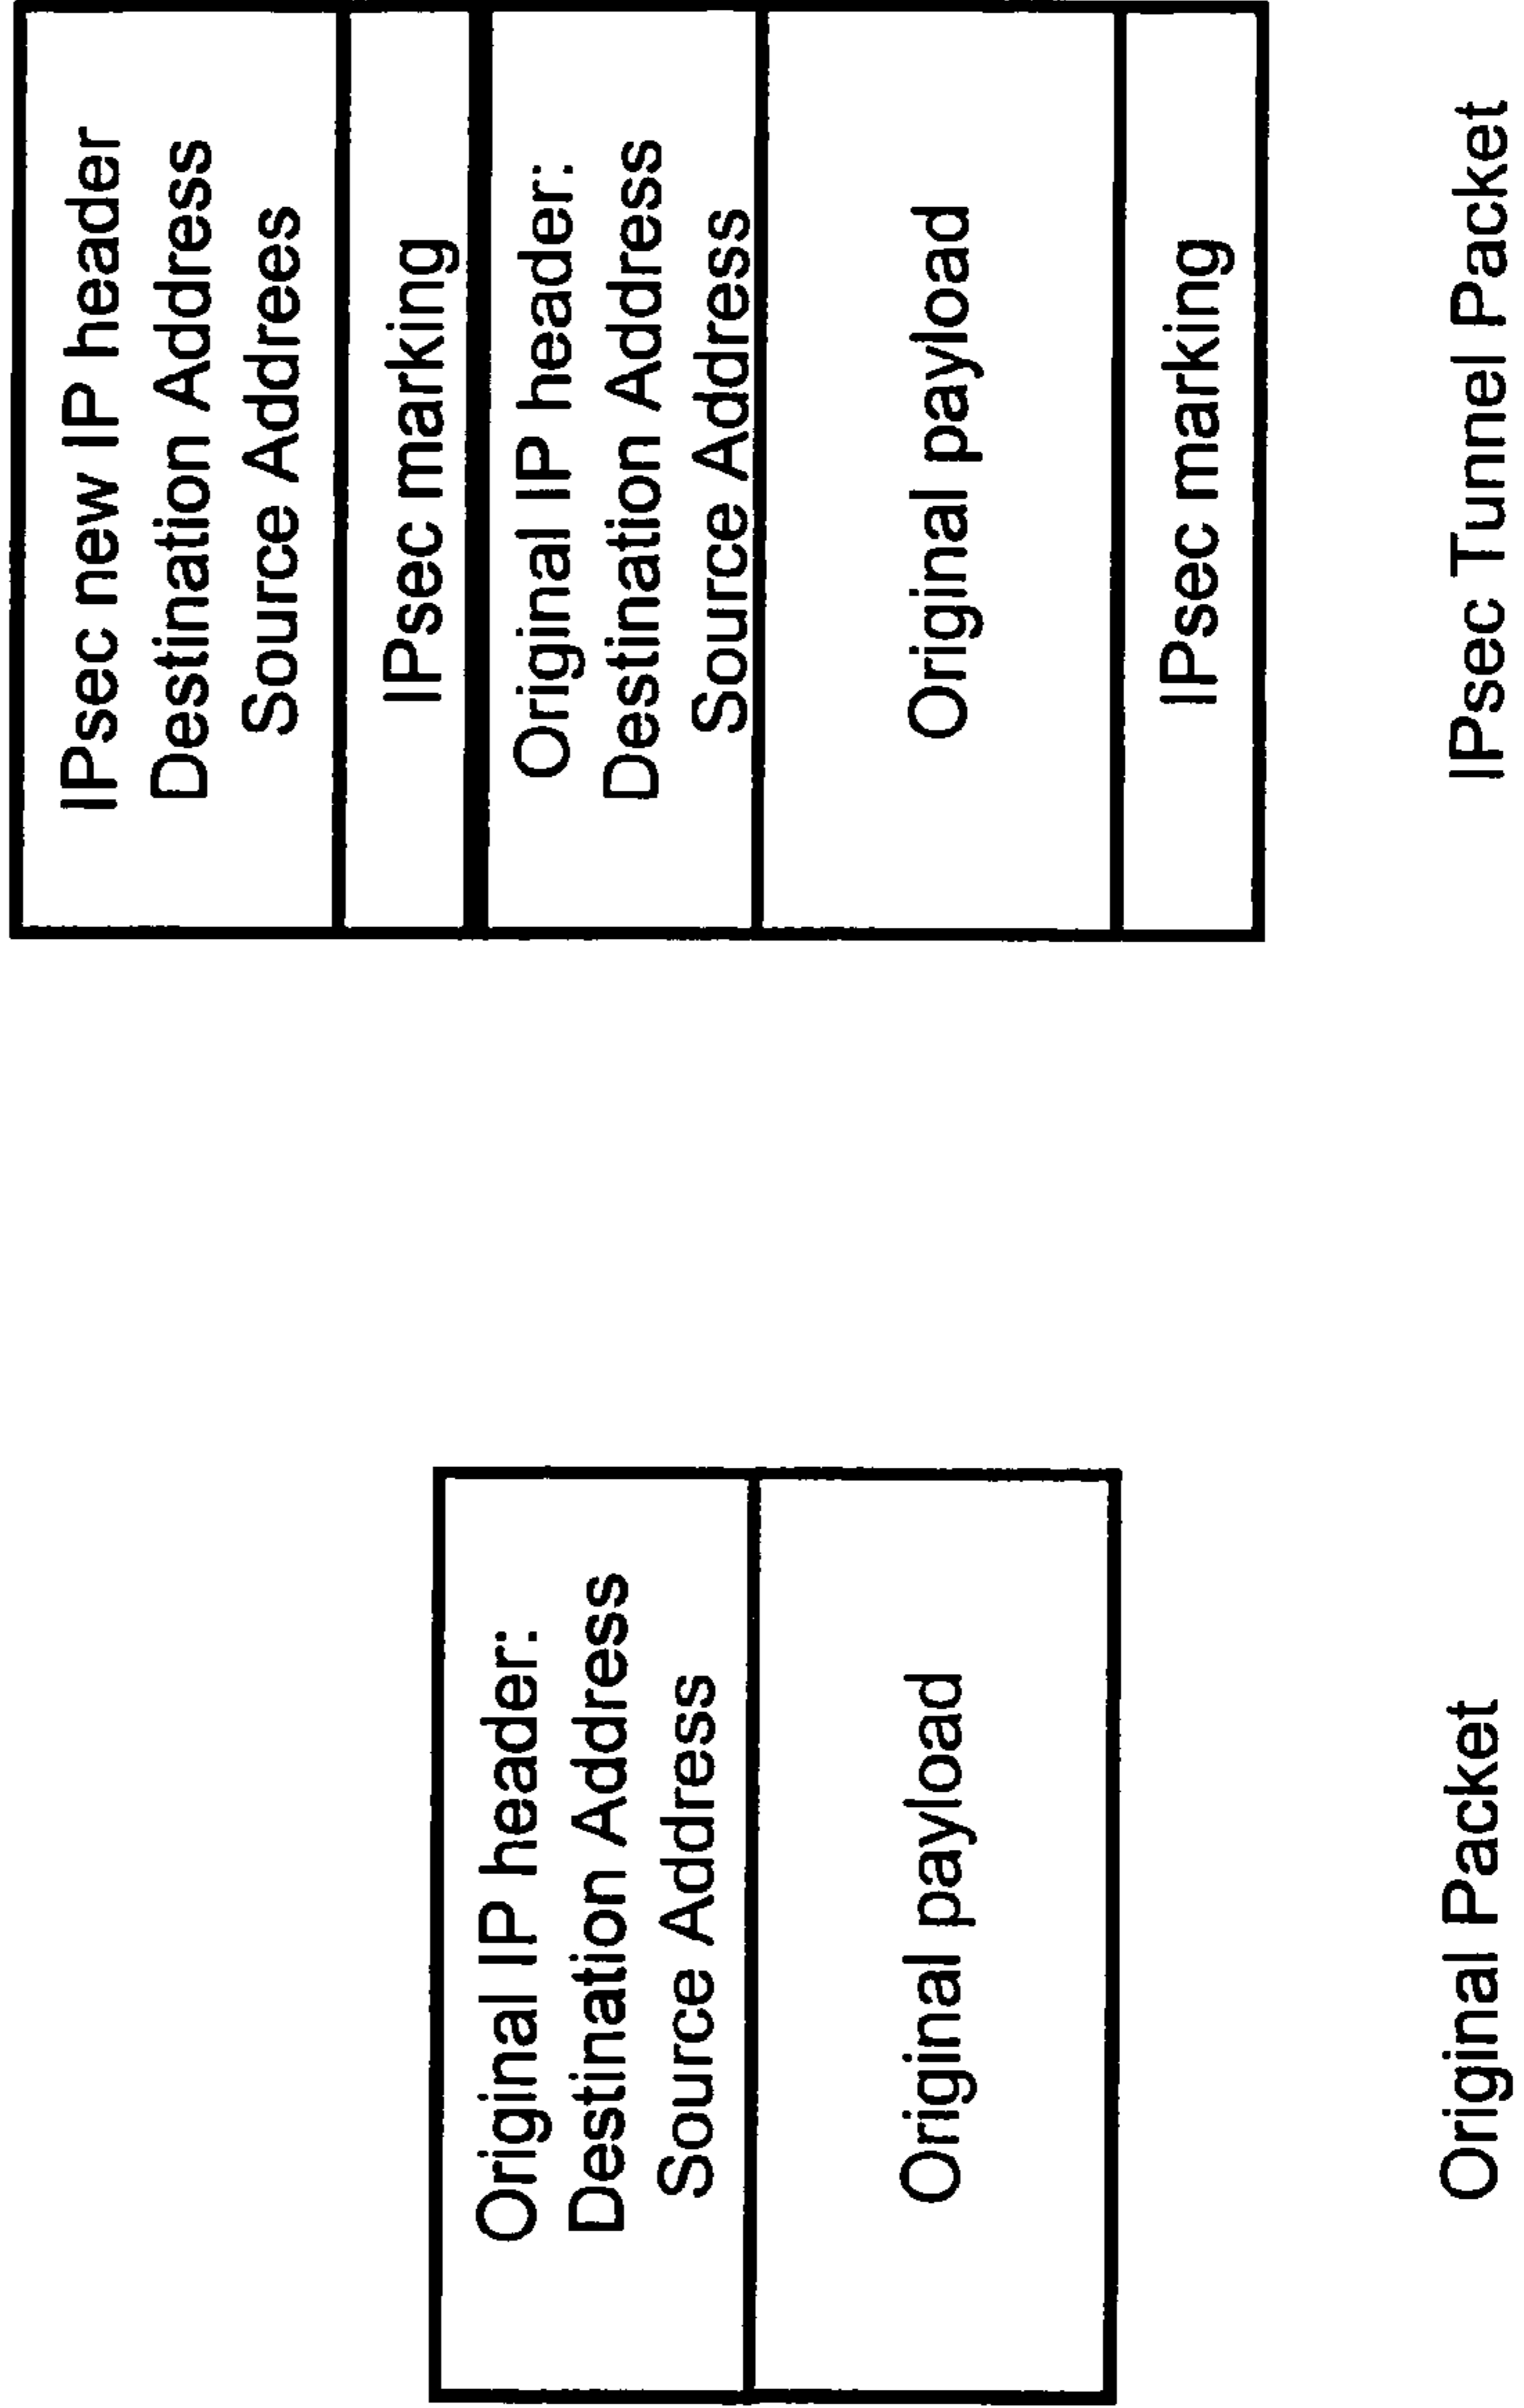 Original IP header:
Destination Address
Source Address
Original payload
Original Packet
IPsec new IP header
Destination Address
Source Addrees
IPsec marking
Original IP header:
Destination Address
Source Address
Original payload
IPsec marking
IPsec Tunnel Packet